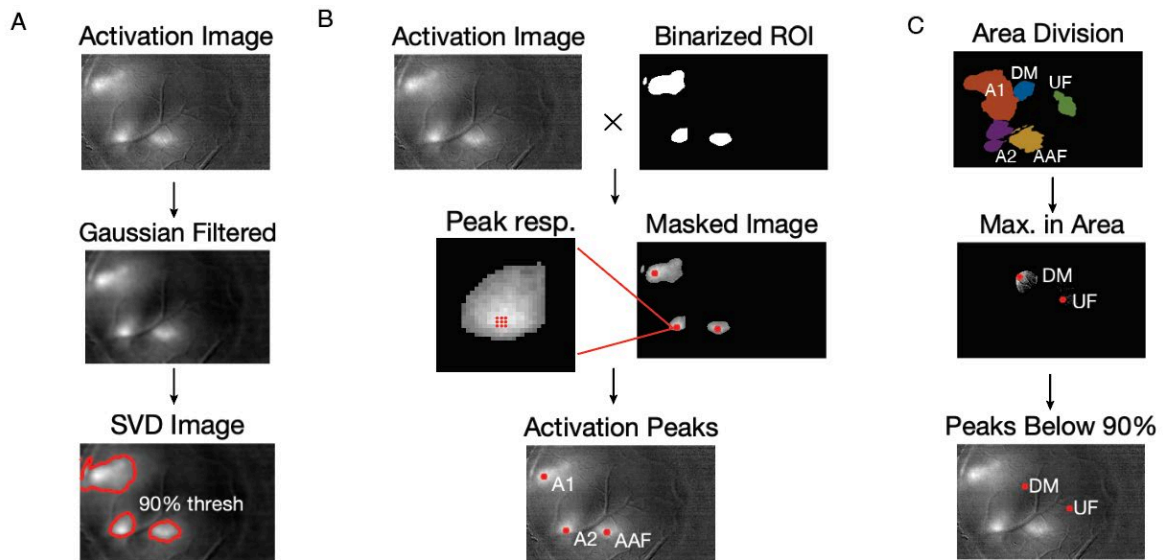 A
Activation Image
Gaussian Filtered
SVD Image
90% thresh
B
Activation Image
×
Binarized ROI
Peak resp.
Masked Image
Activation Peaks
A1
A2
AAF
C
Area Division
A1
DM
UF
A2
AAF
Max. in Area
DM
UF
Peaks Below 90%
DM
UF